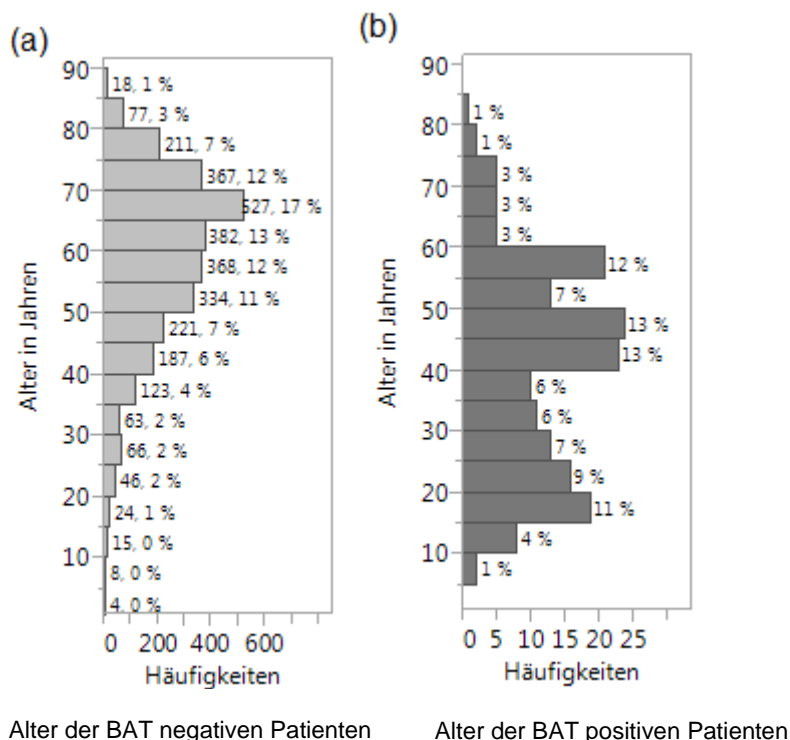 (a)
90
18, 1 %
77, 3 %
80
211, 7 %
367, 12 %
70
527, 17 %
382, 13 %
60
368, 12 %
334, 11 %
50
221, 7 %
187, 6 %
40
123, 4 %
63, 2 %
30
66, 2 %
46, 2 %
20
24, 1 %
15, 0 %
10
8, 0 %
4, 0 %
Alter in Jahren
0 200 400 600
Häufigkeiten
Alter der BAT negativen Patienten
(b)
90
1 %
80
1 %
3 %
70
3 %
3 %
60
12 %
7 %
50
13 %
13 %
40
6 %
6 %
30
7 %
9 %
20
11 %
4 %
10
1 %
Alter in Jahren
0 5 10 15 20 25
Häufigkeiten
Alter der BAT positiven Patienten